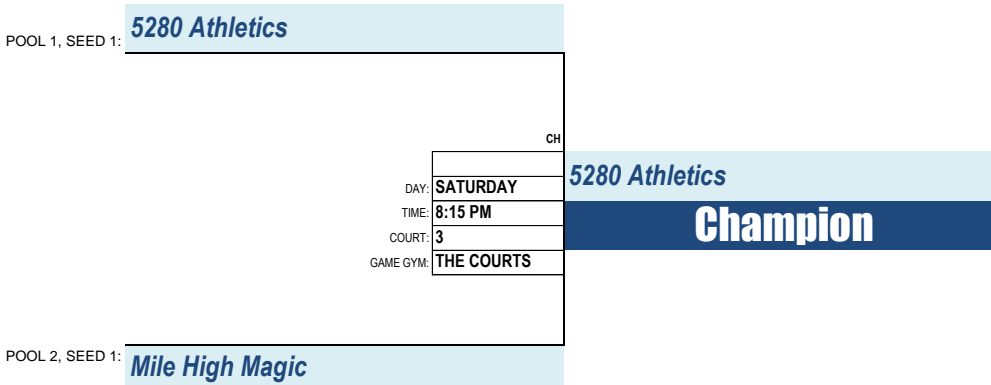 POOL 1, SEED 1: 5280 Athletics
CH
DAY: SATURDAY
TIME: 8:15 PM
COURT: 3
GAME GYM: THE COURTS
5280 Athletics
Champion
POOL 2, SEED 1: Mile High Magic